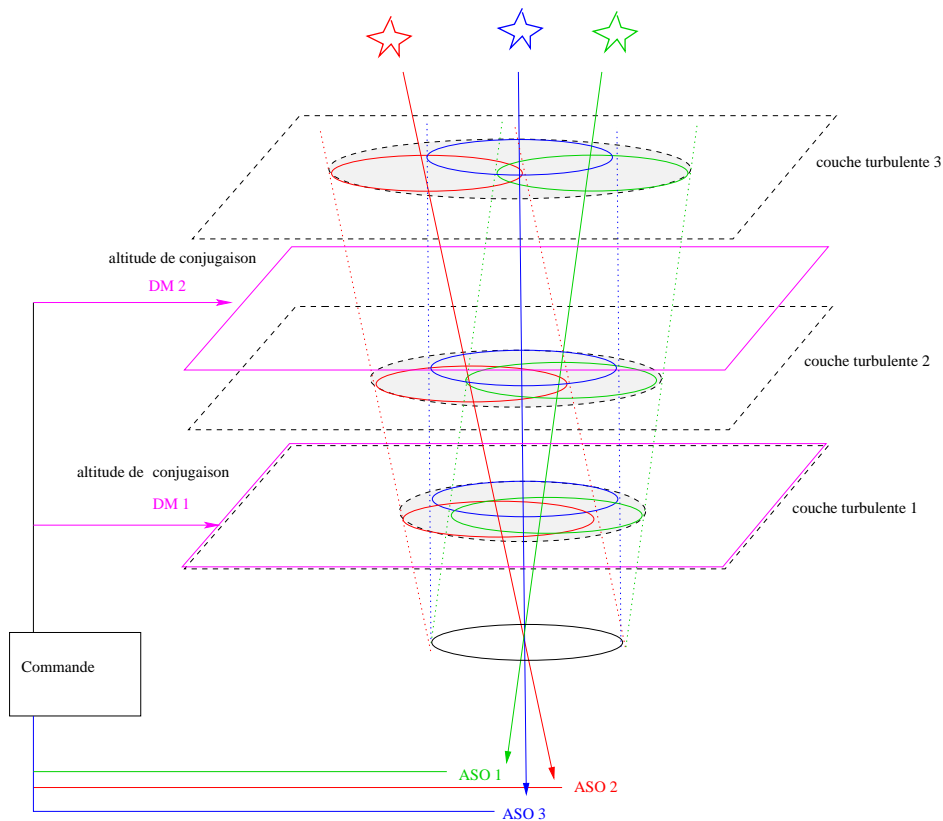 couche turbulente 3
altitude de conjugaison
DM 2
couche turbulente 2
altitude de conjugaison
DM 1
couche turbulente 1
Commande
ASO 1
ASO 2
ASO 3